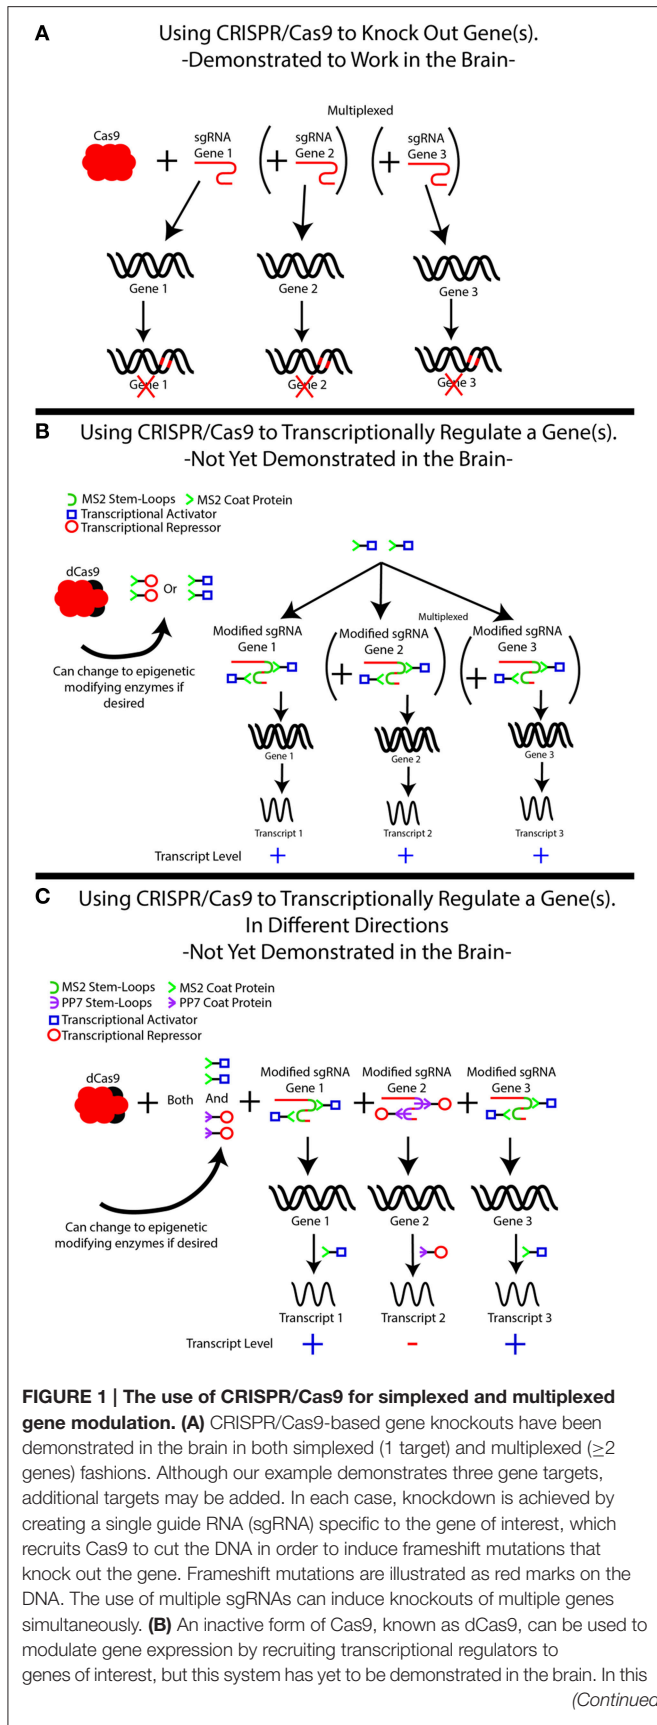 A Using CRISPR/Cas9 to Knock Out Gene(s).
-Demonstrated to Work in the Brain-
Multiplexed
Cas9
+
sgRNA
Gene 1
( +
sgRNA
Gene 2
)
( +
sgRNA
Gene 3
)
Gene 1
Gene 2
Gene 3
Gene 1
Gene 2
Gene 3
B Using CRISPR/Cas9 to Transcriptionally Regulate a Gene(s).
-Not Yet Demonstrated in the Brain-
MS2 Stem-Loops MS2 Coat Protein
Transcriptional Activator
Transcriptional Repressor
dCas9
Or
Can change to epigenetic
modifying enzymes if
desired
Multiplexed
Modified sgRNA
Gene 1
( +
Modified sgRNA
Gene 2
)
( +
Modified sgRNA
Gene 3
)
Gene 1 Gene 2 Gene 3
Transcript 1 Transcript 2 Transcript 3
Transcript Level + + +
C Using CRISPR/Cas9 to Transcriptionally Regulate a Gene(s).
In Different Directions
-Not Yet Demonstrated in the Brain-
MS2 Stem-Loops MS2 Coat Protein
PP7 Stem-Loops PP7 Coat Protein
Transcriptional Activator
Transcriptional Repressor
dCas9
+ Both And +
Modified sgRNA
Gene 1
+
Modified sgRNA
Gene 2
+
Modified sgRNA
Gene 3
Can change to epigenetic
modifying enzymes if desired
Gene 1 Gene 2 Gene 3
Transcript 1 Transcript 2 Transcript 3
Transcript Level + - +
FIGURE 1 | The use of CRISPR/Cas9 for simplexed and multiplexed
gene modulation. (A) CRISPR/Cas9-based gene knockouts have been
demonstrated in the brain in both simplexed (1 target) and multiplexed (≥2
genes) fashions. Although our example demonstrates three gene targets,
additional targets may be added. In each case, knockdown is achieved by
creating a single guide RNA (sgRNA) specific to the gene of interest, which
recruits Cas9 to cut the DNA in order to induce frameshift mutations that
knock out the gene. Frameshift mutations are illustrated as red marks on the
DNA. The use of multiple sgRNAs can induce knockouts of multiple genes
simultaneously. (B) An inactive form of Cas9, known as dCas9, can be used to
modulate gene expression by recruiting transcriptional regulators to
genes of interest, but this system has yet to be demonstrated in the brain. In this
(Continued